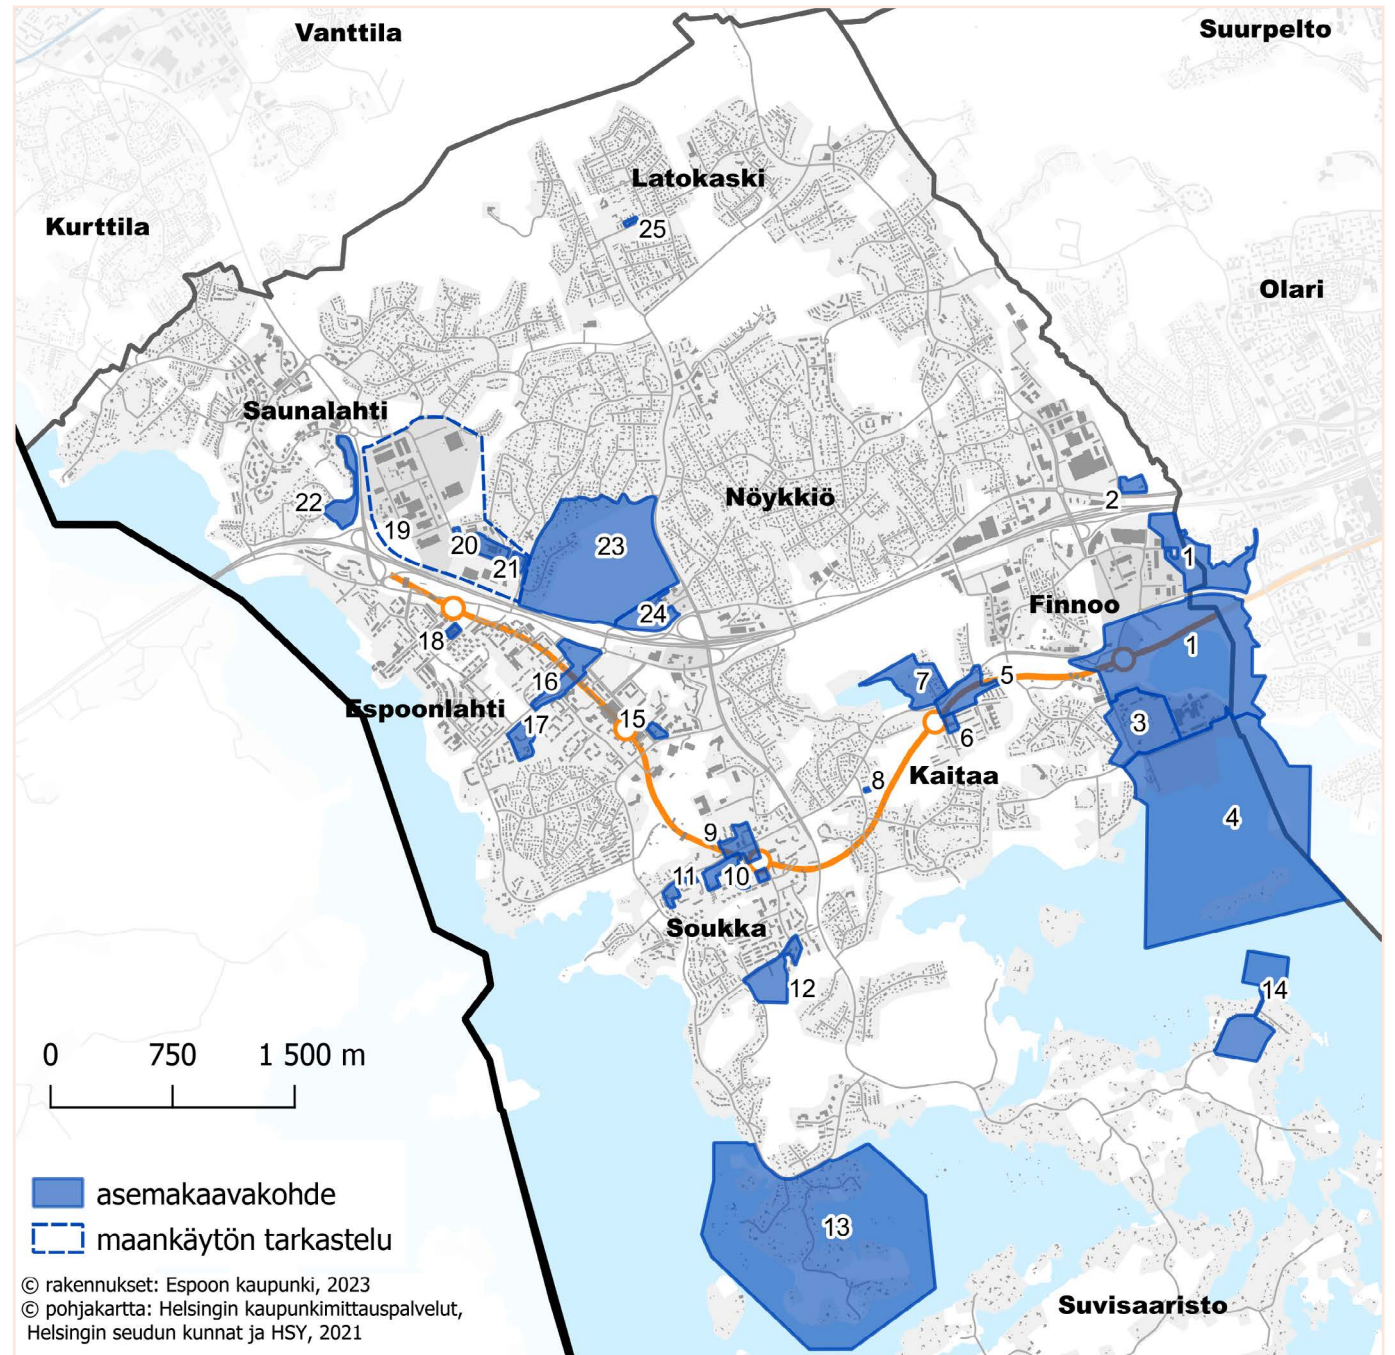 Vanttila
Suurpelto
Latokaski
Kurttila
25
Olari
Saunalahti
Nöykkiö
2
22
19
20
21
23
1
24
Finnoo
18
1
16
7
5
Espoonlahti
17
15
6
3
Kaitaa
8
4
9
11
10
Soukka
12
14
0 750 1 500 m
asemakaavakohde
maankäytön tarkastelu
13
© rakennukset: Espoon kaupunki, 2023
© pohjakartta: Helsingin kaupunkimittauspalvelut,
Helsingin seudun kunnat ja HSY, 2021
Suvisaaristo